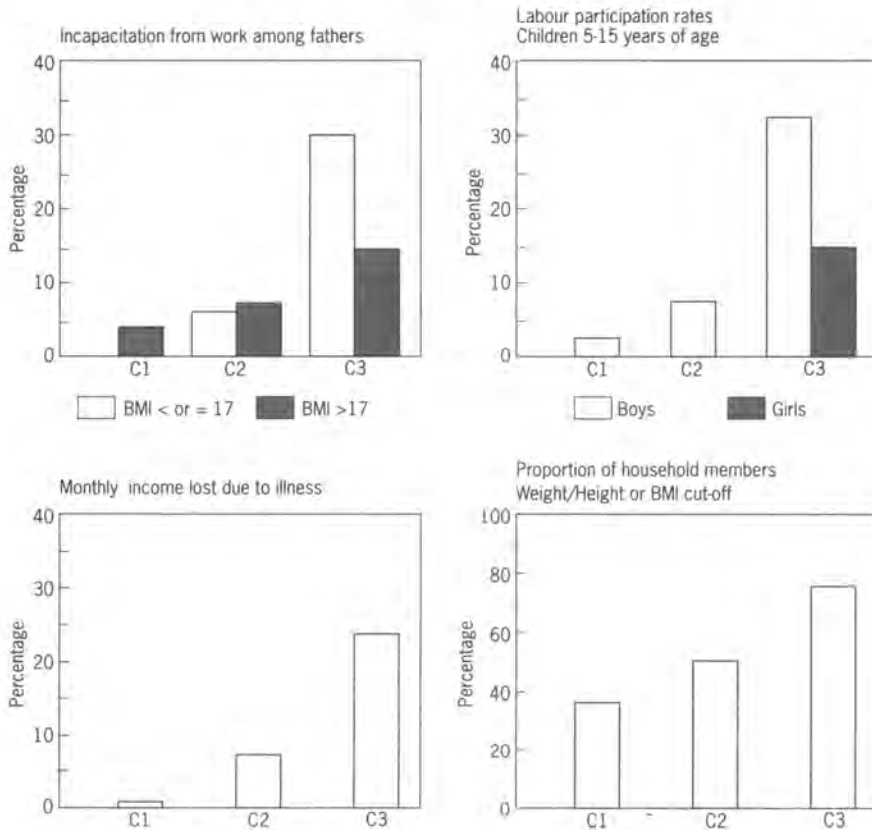 Incapacitation from work among fathers
40
30
20
10
0
Percentage
C1 C2 C3
BMI < or = 17 BMI >17
Labour participation rates
Children 5-15 years of age
40
30
20
10
0
Percentage
C1 C2 C3
Boys Girls
Monthly income lost due to illness
40
30
20
10
0
Percentage
C1 C2 C3
Proportion of household members
Weight/Height or BMI cut-off
100
80
60
40
20
0
Percentage
C1 C2 C3